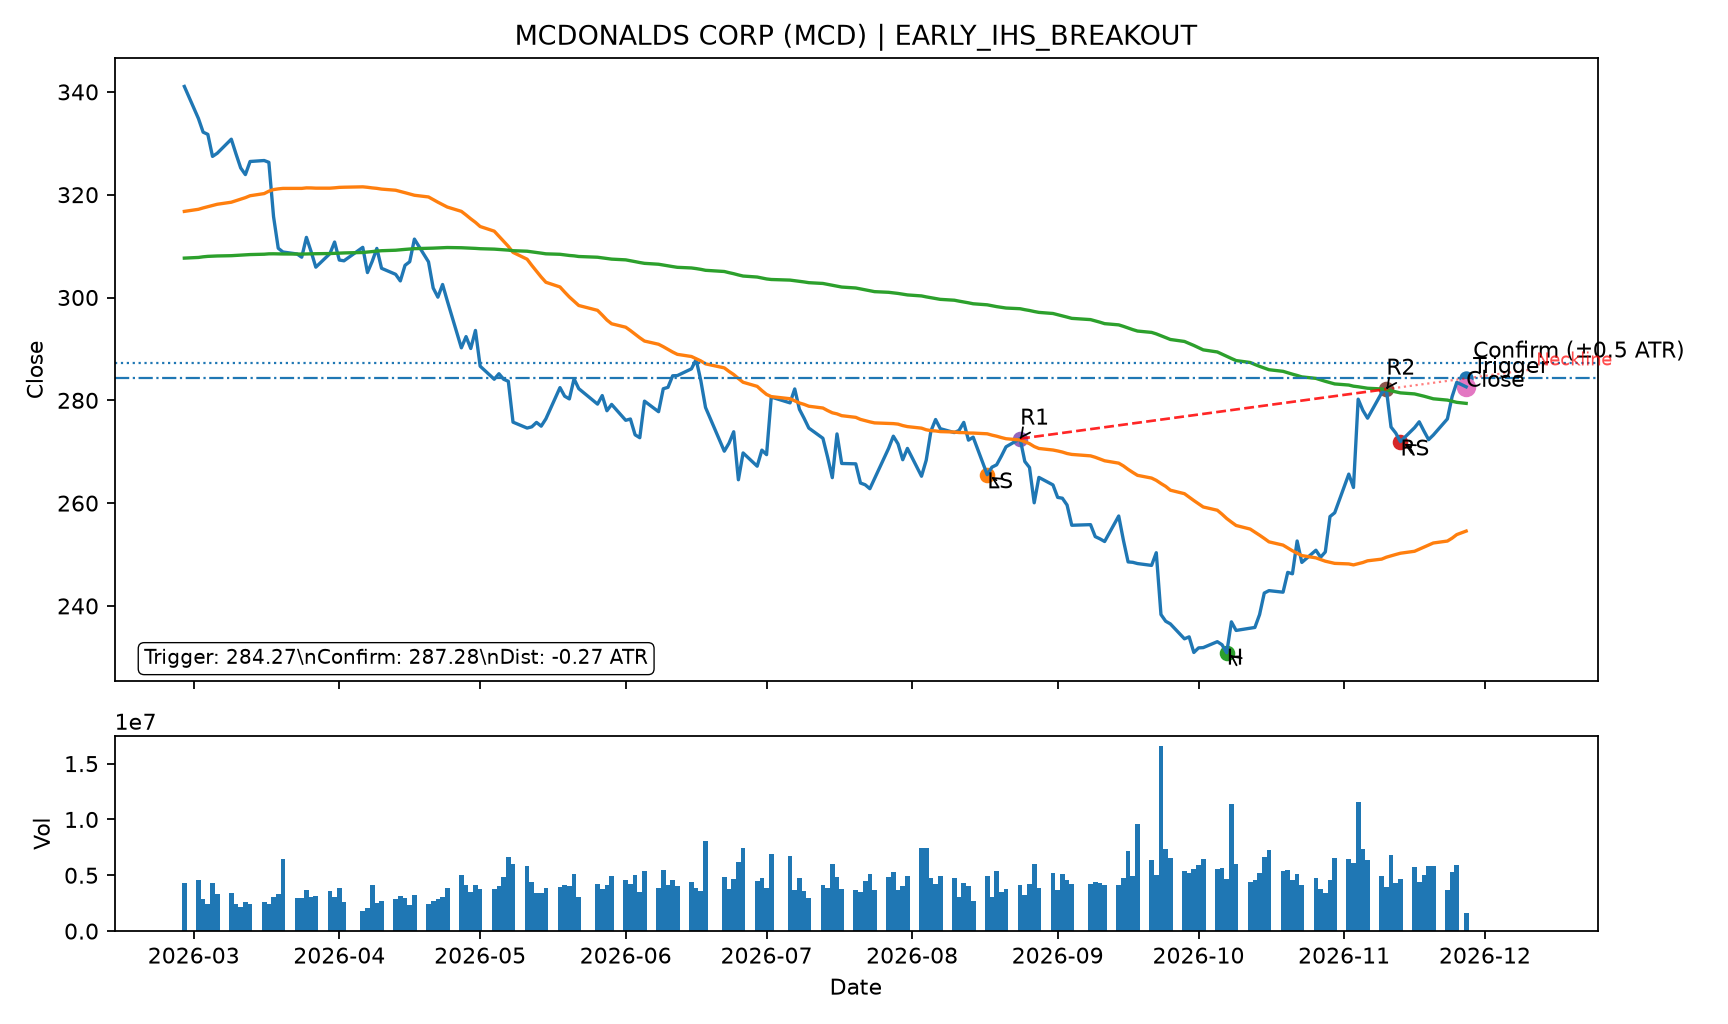 MCDONALDS CORP (MCD) | EARLY_IHS_BREAKOUT
Close
340
320
300
280
260
240
Confirm (+0.5 ATR)
Neckline
Trigger
Close
R2
R1
RS
LS
H
Trigger: 284.27\nConfirm: 287.28\nDist: -0.27 ATR
1e7
Vol
1.5
1.0
0.5
0.0
2026-03 2026-04 2026-05 2026-06 2026-07 2026-08 2026-09 2026-10 2026-11 2026-12
Date